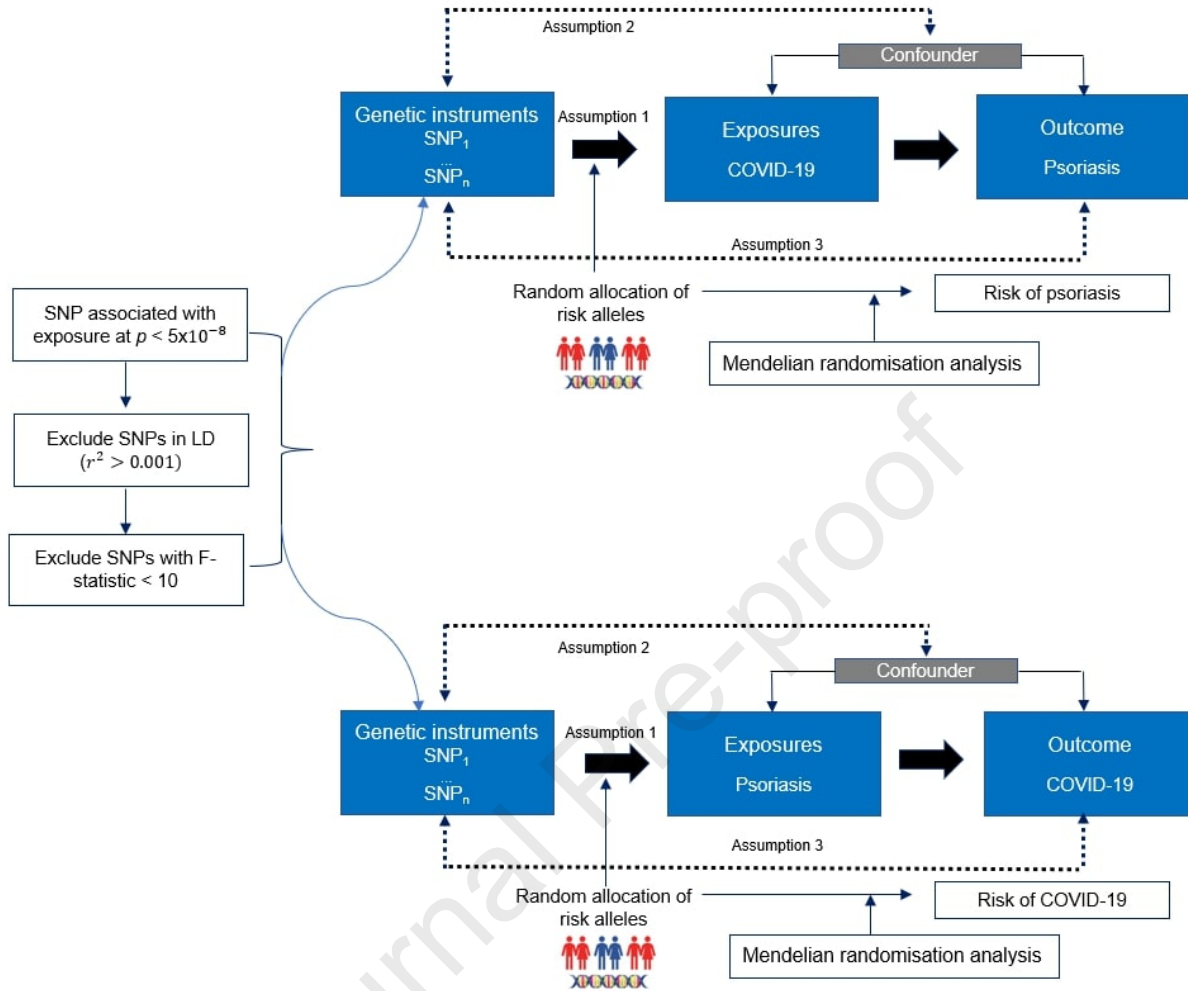 Assumption 2
Confounder
Genetic instruments
SNP₁
...
SNPₙ
Assumption 1
Exposures
COVID-19
Outcome
Psoriasis
Assumption 3
Random allocation of
risk alleles
Risk of psoriasis
Mendelian randomisation analysis
SNP associated with
exposure at p < 5x10⁻⁸
Exclude SNPs in LD
(r² > 0.001)
Exclude SNPs with F-
statistic < 10
Assumption 2
Confounder
Genetic instruments
SNP₁
...
SNPₙ
Assumption 1
Exposures
Psoriasis
Outcome
COVID-19
Assumption 3
Random allocation of
risk alleles
Risk of COVID-19
Mendelian randomisation analysis
urnal Pre-proof